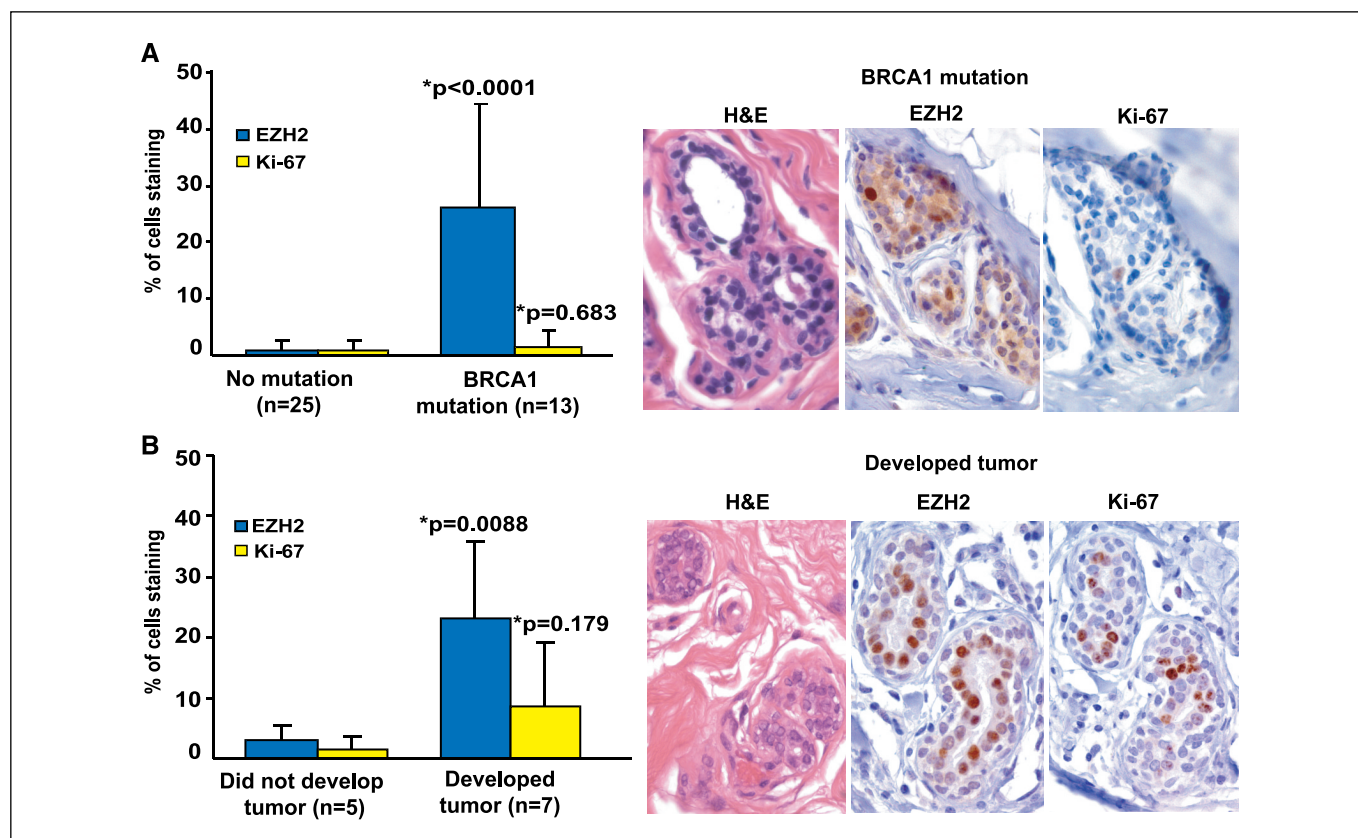 A
50
40
30
20
10
0
% of cells staining
EZH2
Ki-67
*p<0.0001
*p=0.683
No mutation
(n=25)
BRCA1
mutation (n=13)
BRCA1 mutation
H&E
EZH2
Ki-67
B
50
40
30
20
10
0
% of cells staining
EZH2
Ki-67
*p=0.0088
*p=0.179
Did not develop
tumor (n=5)
Developed
tumor (n=7)
Developed tumor
H&E
EZH2
Ki-67